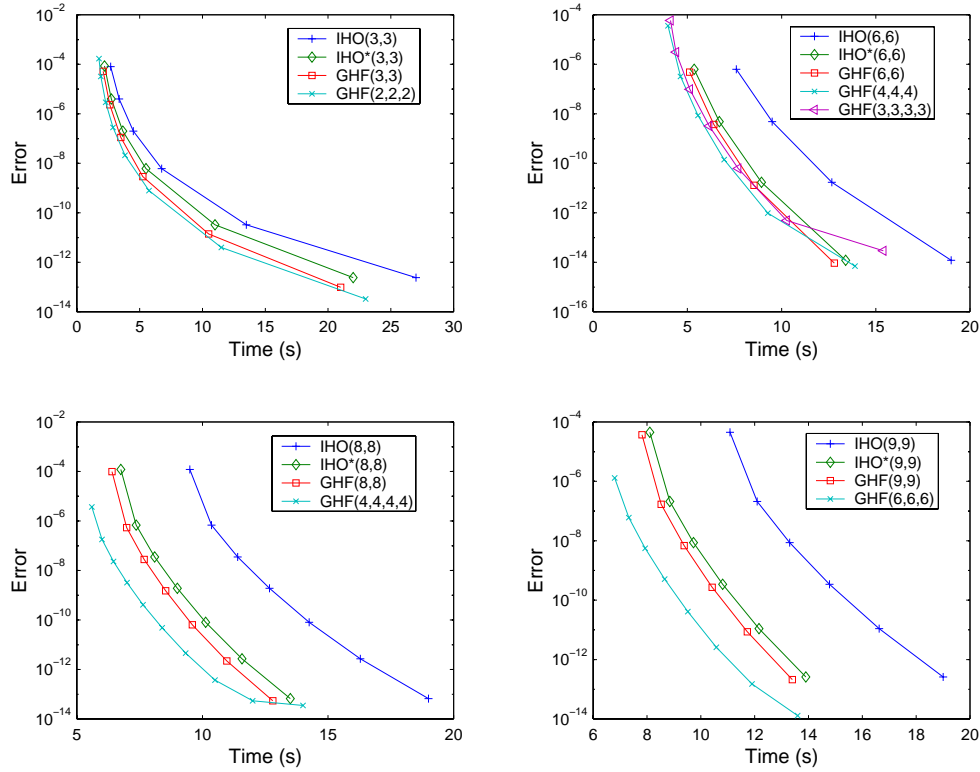 10^−2
10^−4
10^−6
10^−8
10^−10
10^−12
10^−14
Error
0 5 10 15 20 25 30
Time (s)
IHO(3,3)
IHO*(3,3)
GHF(3,3)
GHF(2,2,2)
10^−4
10^−6
10^−8
10^−10
10^−12
10^−14
10^−16
Error
0 5 10 15 20
Time (s)
IHO(6,6)
IHO*(6,6)
GHF(6,6)
GHF(4,4,4)
GHF(3,3,3,3)
10^−2
10^−4
10^−6
10^−8
10^−10
10^−12
10^−14
Error
5 10 15 20
Time (s)
IHO(8,8)
IHO*(8,8)
GHF(8,8)
GHF(4,4,4,4)
10^−4
10^−6
10^−8
10^−10
10^−12
10^−14
Error
6 8 10 12 14 16 18 20
Time (s)
IHO(9,9)
IHO*(9,9)
GHF(9,9)
GHF(6,6,6)